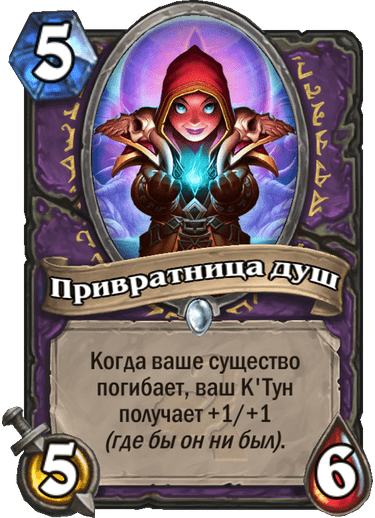 5
Привратница душ
Когда ваше существо
погибает, ваш К'Тун
получает +1/+1
(где бы он ни был).
5
6